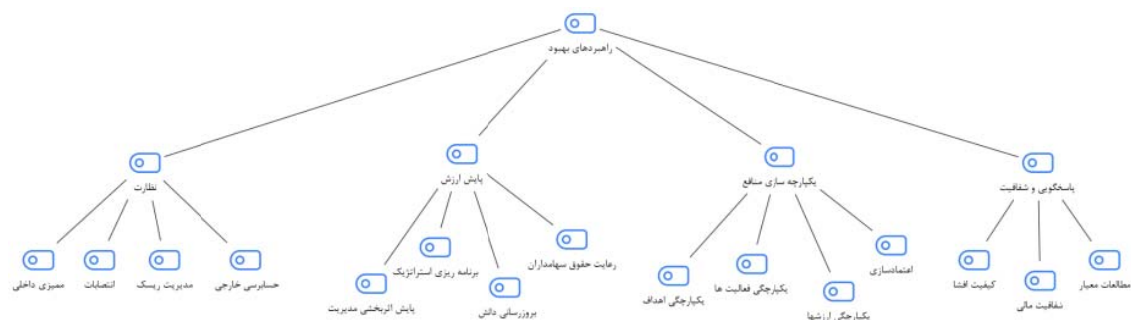 راهبردهای بهبود
نظارت
پایش ارزش
یکپارچه سازی منافع
پاسخگویی و شفافیت
ممیزی داخلی
انتصابات
مدیریت ریسک
حسابرسی خارجی
پایش اثربخشی مدیریت
برنامه ریزی استراتژیک
بروزرسانی دانش
رعایت حقوق سهامداران
یکپارچگی اهداف
یکپارچگی فعالیت ها
یکپارچگی ارزشها
اعتمادسازی
کیفیت افشا
شفافیت مالی
مطالعات معیار